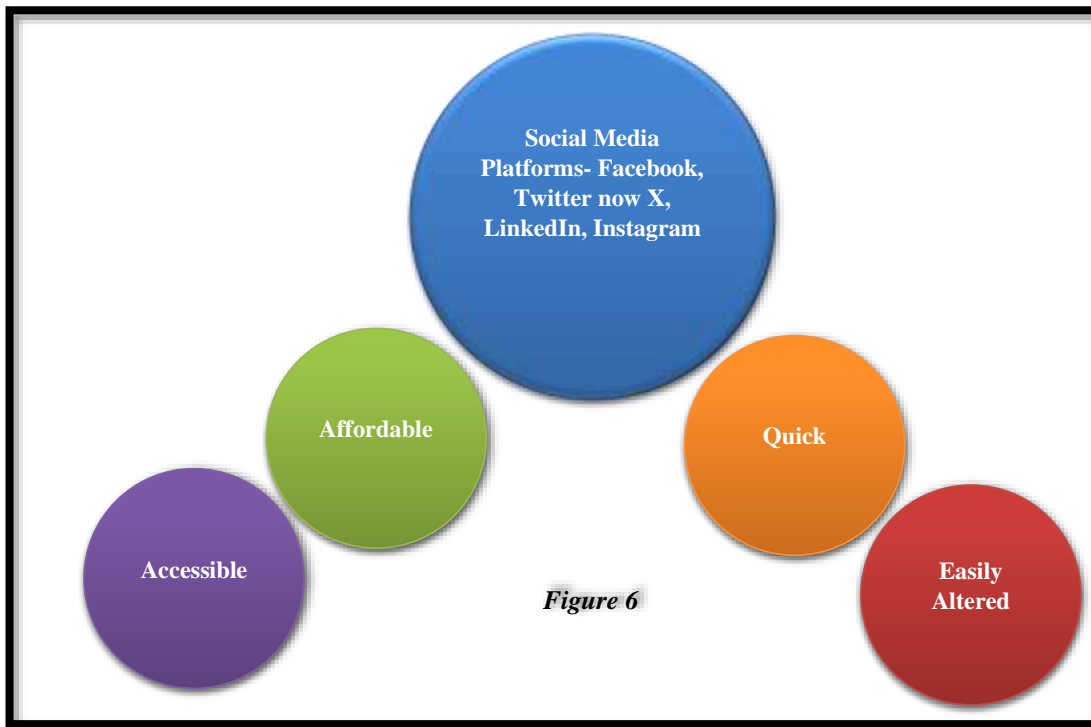 Social Media
Platforms- Facebook,
Twitter now X,
LinkedIn, Instagram
Affordable
Quick
Accessible
Easily
Altered
Figure 6